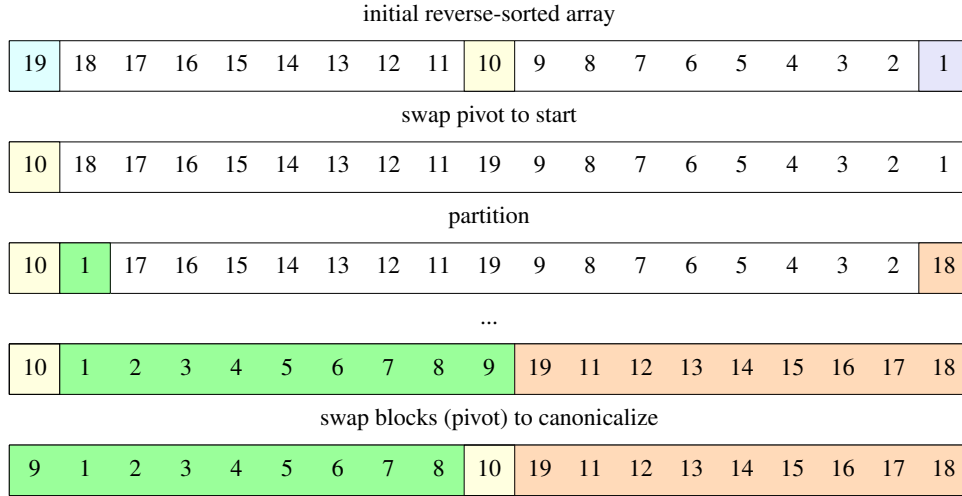 initial reverse-sorted array
19 18 17 16 15 14 13 12 11 10 9 8 7 6 5 4 3 2 1
swap pivot to start
10 18 17 16 15 14 13 12 11 19 9 8 7 6 5 4 3 2 1
partition
10 1 17 16 15 14 13 12 11 19 9 8 7 6 5 4 3 2 18
...
10 1 2 3 4 5 6 7 8 9 19 11 12 13 14 15 16 17 18
swap blocks (pivot) to canonicalize
9 1 2 3 4 5 6 7 8 10 19 11 12 13 14 15 16 17 18